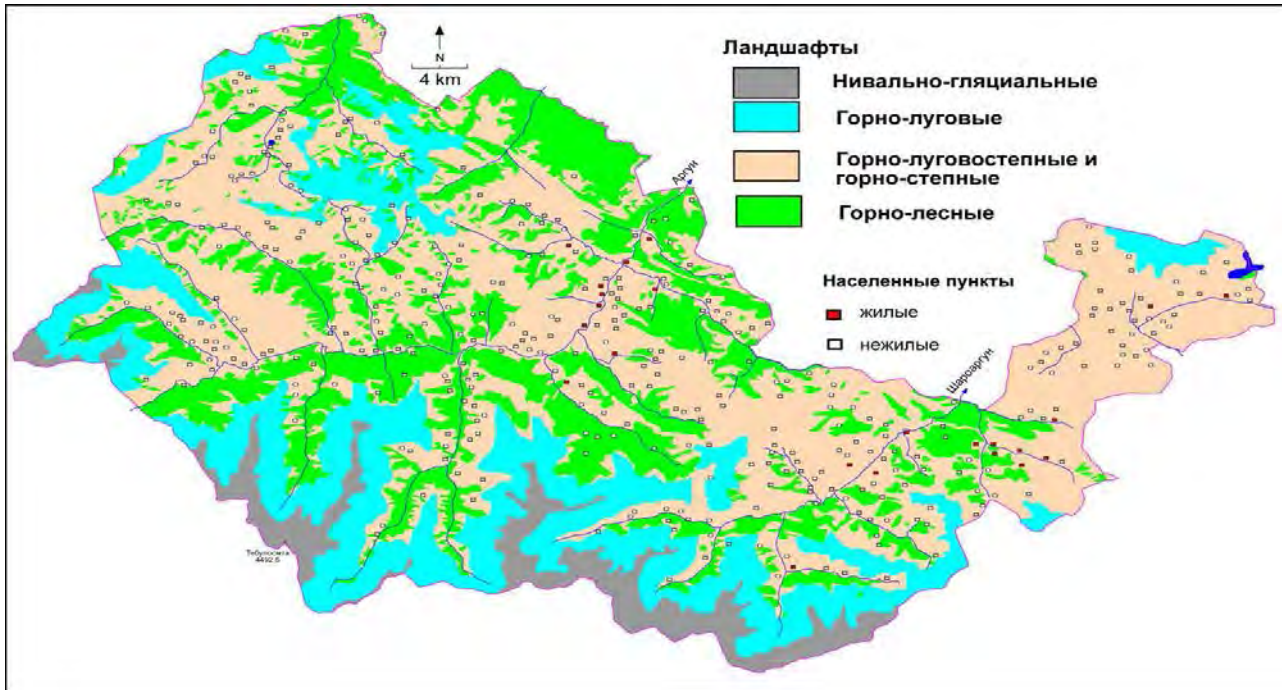 N
4 km
Ландшафты
Нивально-гляциальные
Горно-луговые
Горно-луговостепные и
горно-степные
Горно-лесные
Аргун
Населенные пункты
жилые
нежилые
Шароаргун
Тебулосмта
4492.5